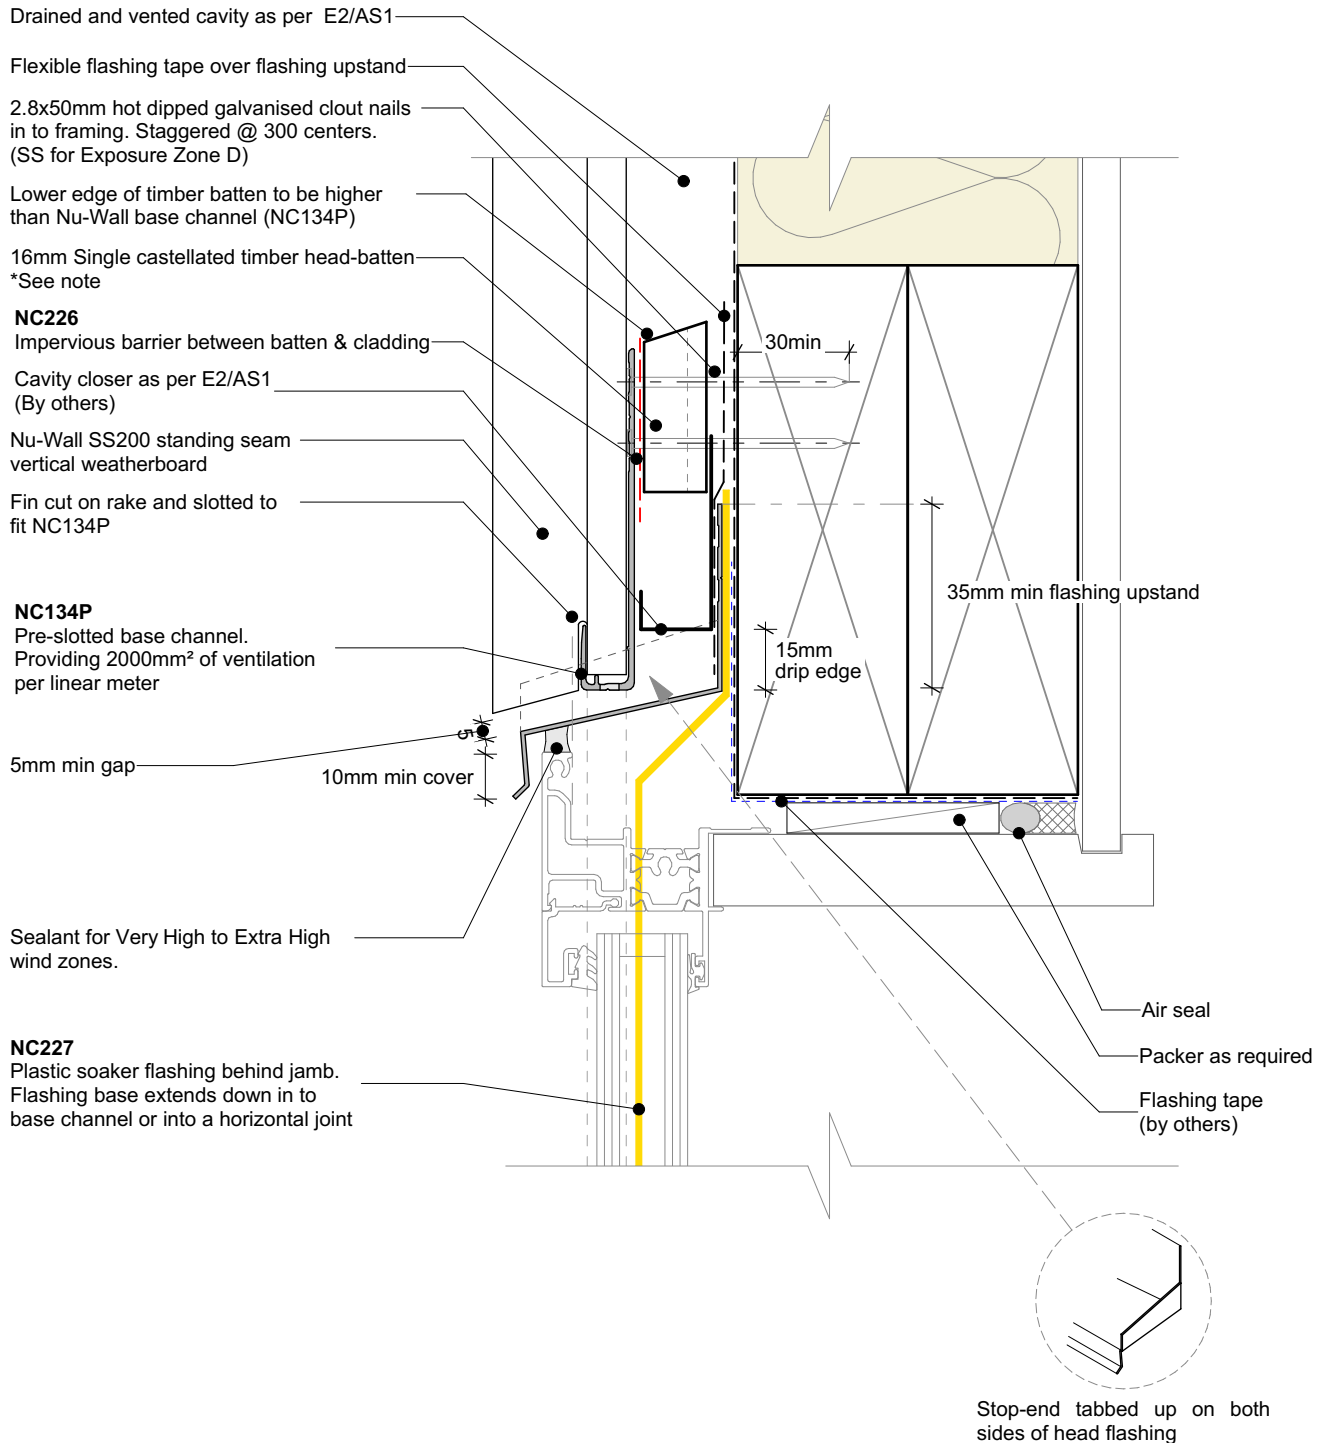 Drained and vented cavity as per E2/AS1
Flexible flashing tape over flashing upstand
2.8x50mm hot dipped galvanised clout nails
in to framing. Staggered @ 300 centers.
(SS for Exposure Zone D)
Lower edge of timber batten to be higher
than Nu-Wall base channel (NC134P)
16mm Single castellated timber head-batten
*See note
NC226
Impervious barrier between batten & cladding
Cavity closer as per E2/AS1
(By others)
Nu-Wall SS200 standing seam
vertical weatherboard
Fin cut on rake and slotted to
fit NC134P
NC134P
Pre-slotted base channel.
Providing 2000mm² of ventilation
per linear meter
5mm min gap
5
10mm min cover
30min
35mm min flashing upstand
15mm
drip edge
Sealant for Very High to Extra High
wind zones.
NC227
Plastic soaker flashing behind jamb.
Flashing base extends down in to
base channel or into a horizontal joint
Air seal
Packer as required
Flashing tape
(by others)
Stop-end tabbed up on both
sides of head flashing